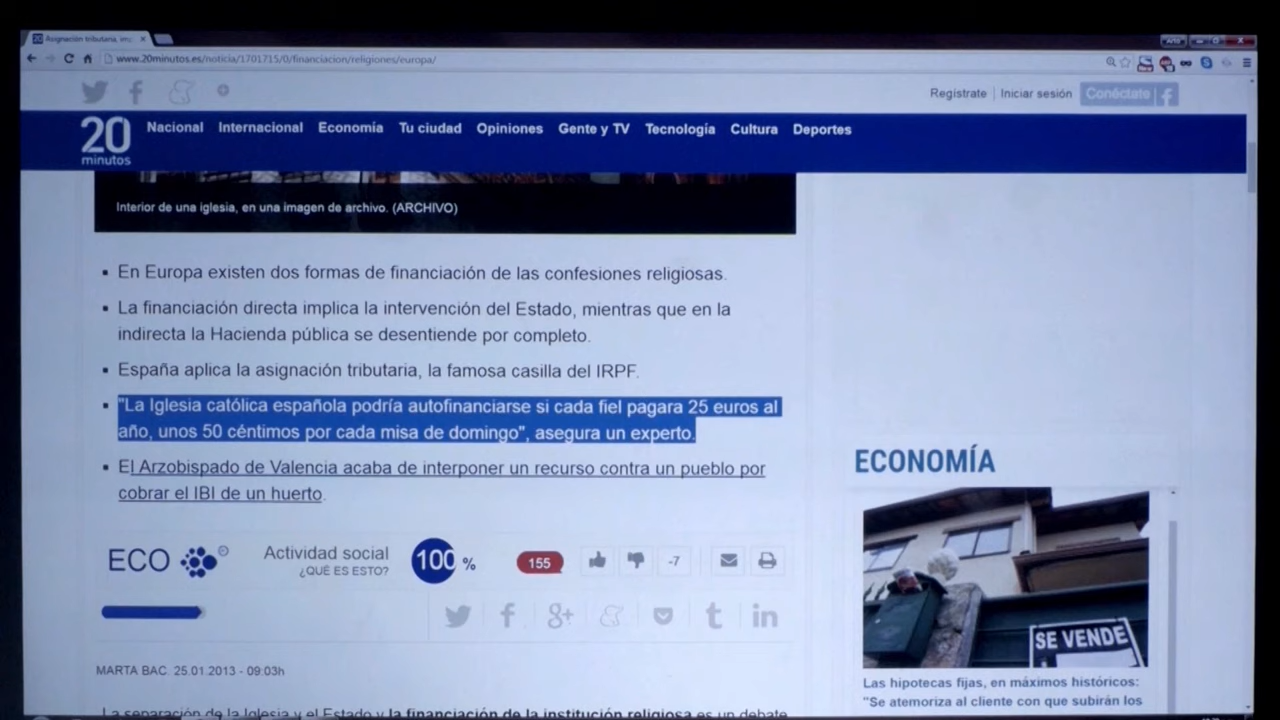 Asignación tributaria, imp
www.20minutos.es/noticia/1701715/0/financiacion/religiones/europa/
Regístrate Iniciar sesión Conéctate
20 minutos
Nacional Internacional Economía Tu ciudad Opiniones Gente y TV Tecnología Cultura Deportes
Interior de una iglesia, en una imagen de archivo. (ARCHIVO)
En Europa existen dos formas de financiación de las confesiones religiosas.
La financiación directa implica la intervención del Estado, mientras que en la
indirecta la Hacienda pública se desentiende por completo.
España aplica la asignación tributaria, la famosa casilla del IRPF.
"La Iglesia católica española podría autofinanciarse si cada fiel pagara 25 euros al
año, unos 50 céntimos por cada misa de domingo", asegura un experto.
El Arzobispado de Valencia acaba de interponer un recurso contra un pueblo por
cobrar el IBI de un huerto.
ECO
Actividad social
¿QUÉ ES ESTO?
100 %
155
-7
MARTA BAC. 25.01.2013 - 09:03h
La separación de la Iglesia y el Estado y la financiación de la institución religiosa es un debate
ECONOMÍA
SE VENDE
Las hipotecas fijas, en máximos históricos:
"Se atemoriza al cliente con que subirán los